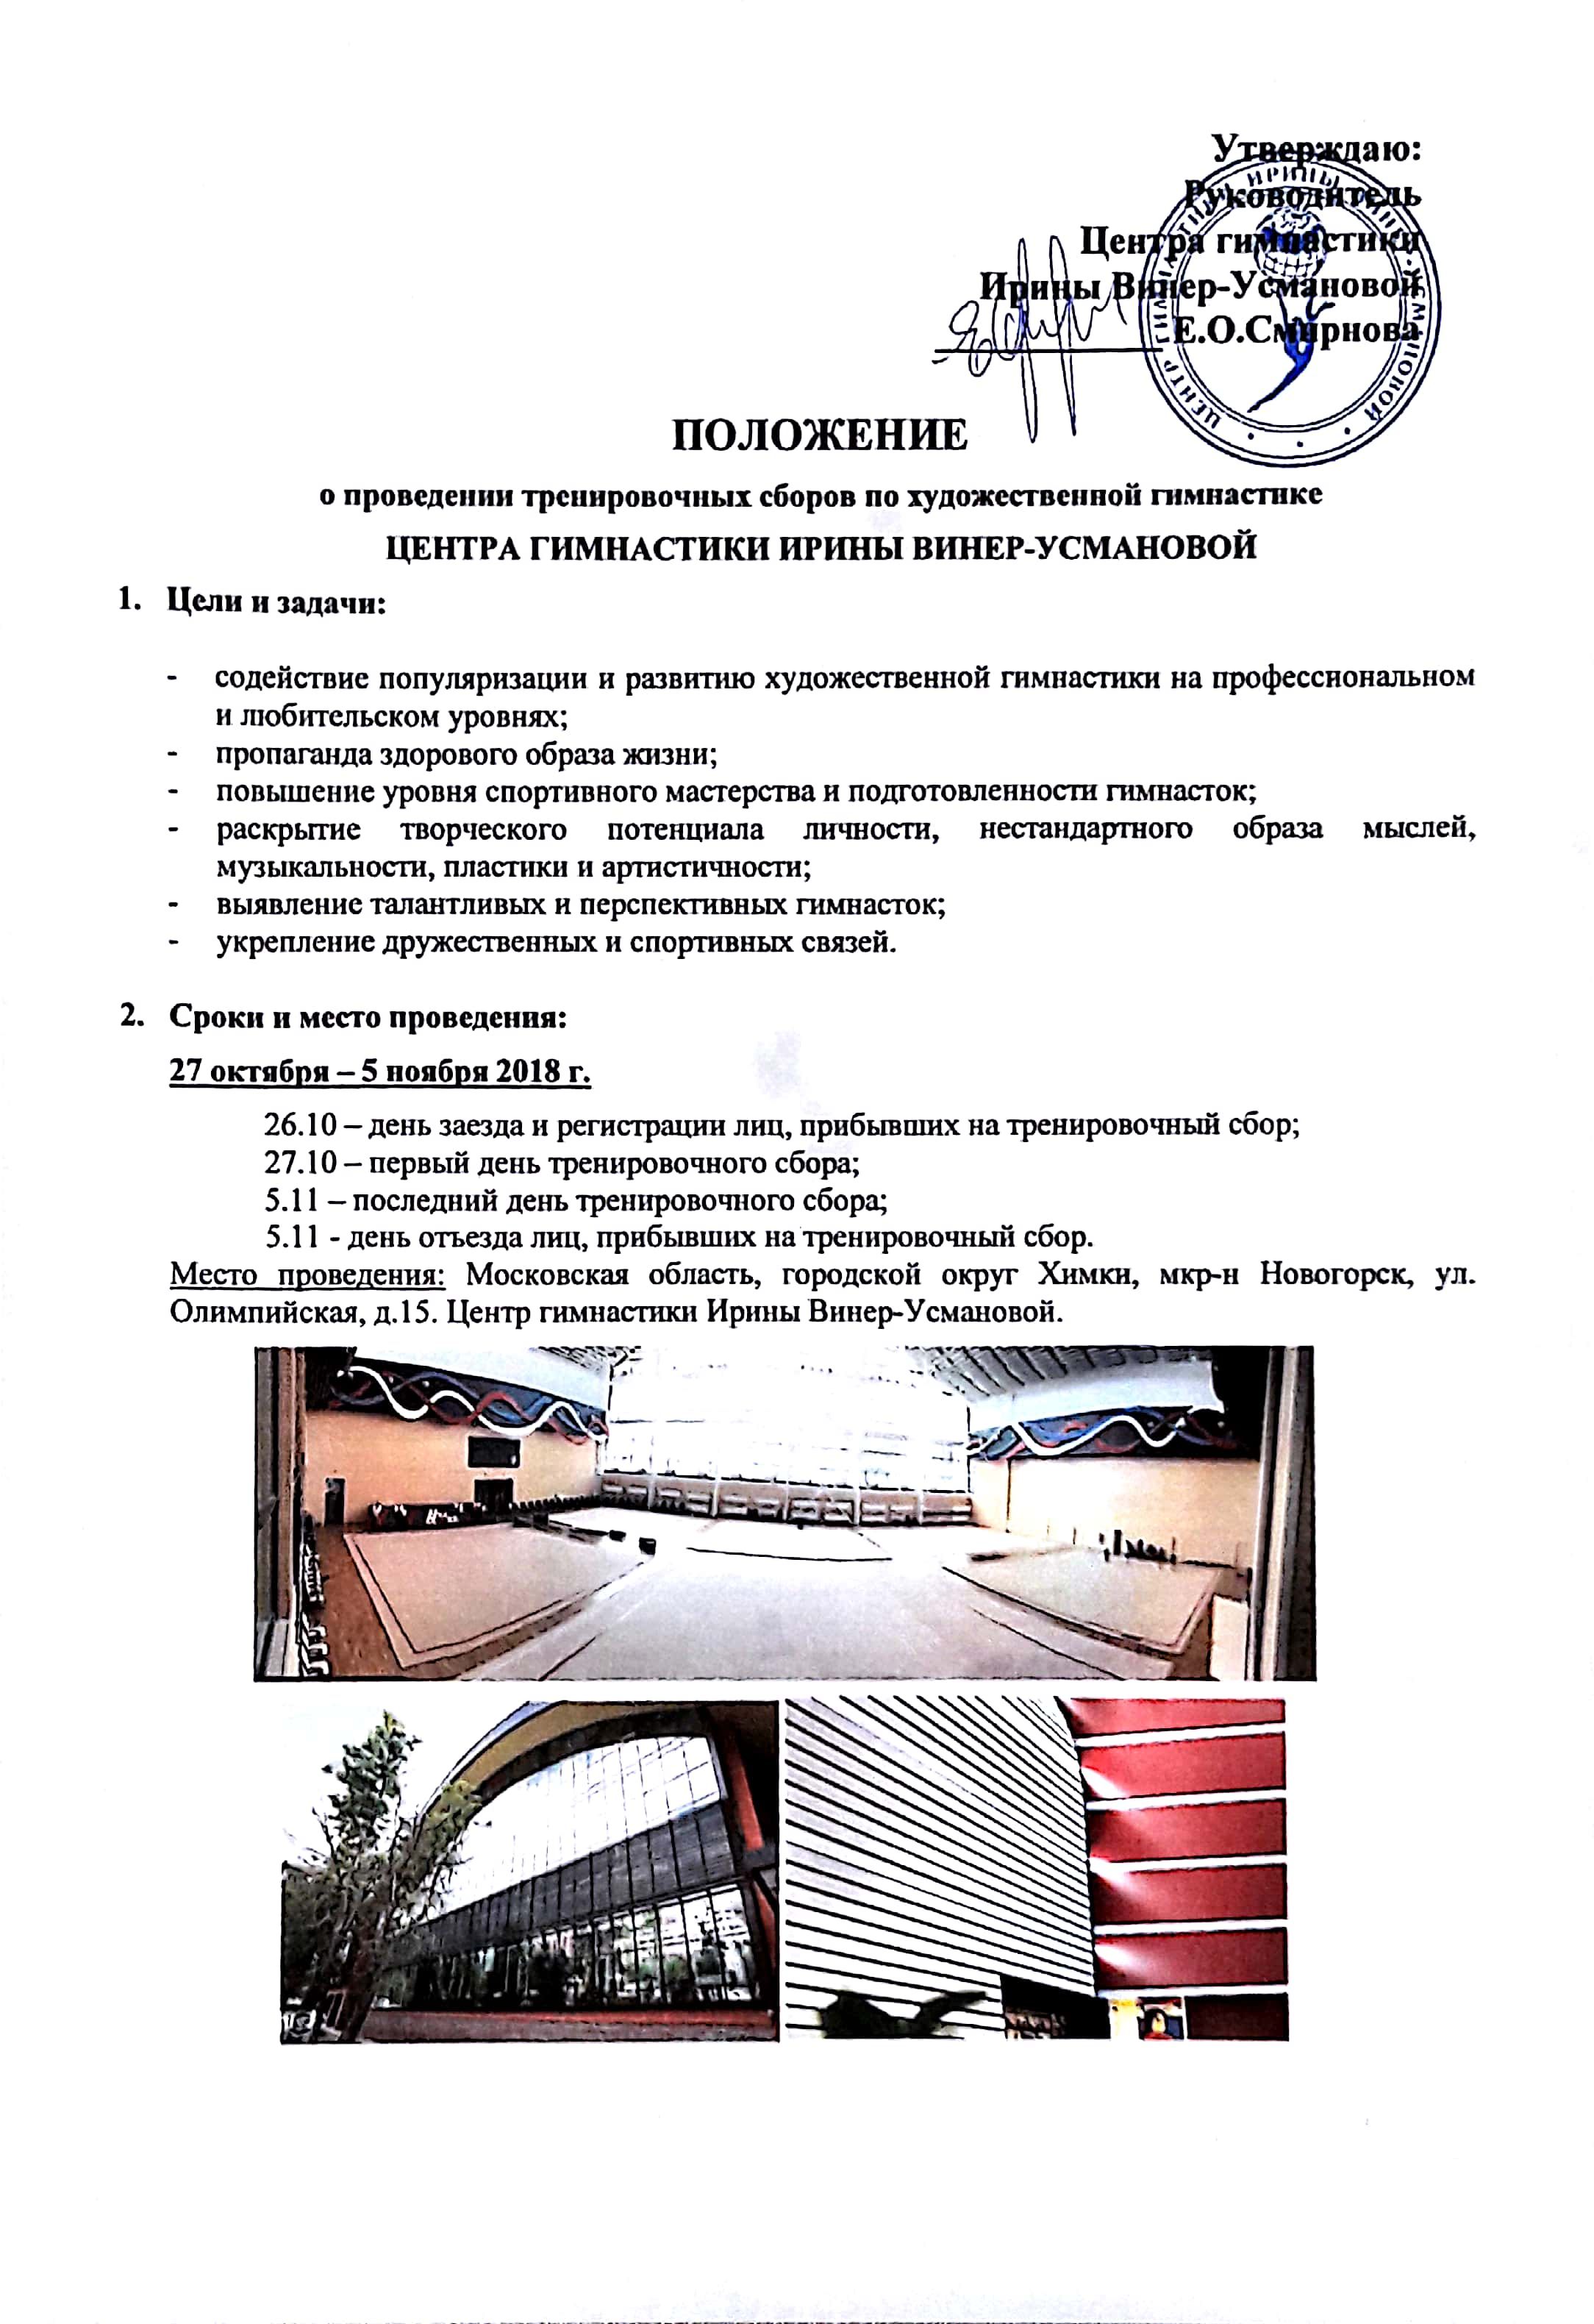 Утверждаю:
Руководитель
Центра гимнастики
Ирины Винер-Усмановой
Е.О.Смирнова
ЦЕНТР ГИМНАСТИКИ ИРИНЫ ВИНЕР-УСМАНОВОЙ
ПОЛОЖЕНИЕ
о проведении тренировочных сборов по художественной гимнастике
ЦЕНТРА ГИМНАСТИКИ ИРИНЫ ВИНЕР-УСМАНОВОЙ
1. Цели и задачи:
- содействие популяризации и развитию художественной гимнастики на профессиональном
и любительском уровнях;
- пропаганда здорового образа жизни;
- повышение уровня спортивного мастерства и подготовленности гимнасток;
- раскрытие творческого потенциала личности, нестандартного образа мыслей,
музыкальности, пластики и артистичности;
- выявление талантливых и перспективных гимнасток;
- укрепление дружественных и спортивных связей.
2. Сроки и место проведения:
27 октября – 5 ноября 2018 г.
26.10 – день заезда и регистрации лиц, прибывших на тренировочный сбор;
27.10 – первый день тренировочного сбора;
5.11 – последний день тренировочного сбора;
5.11 - день отъезда лиц, прибывших на тренировочный сбор.
Место проведения: Московская область, городской округ Химки, мкр-н Новогорск, ул.
Олимпийская, д.15. Центр гимнастики Ирины Винер-Усмановой.